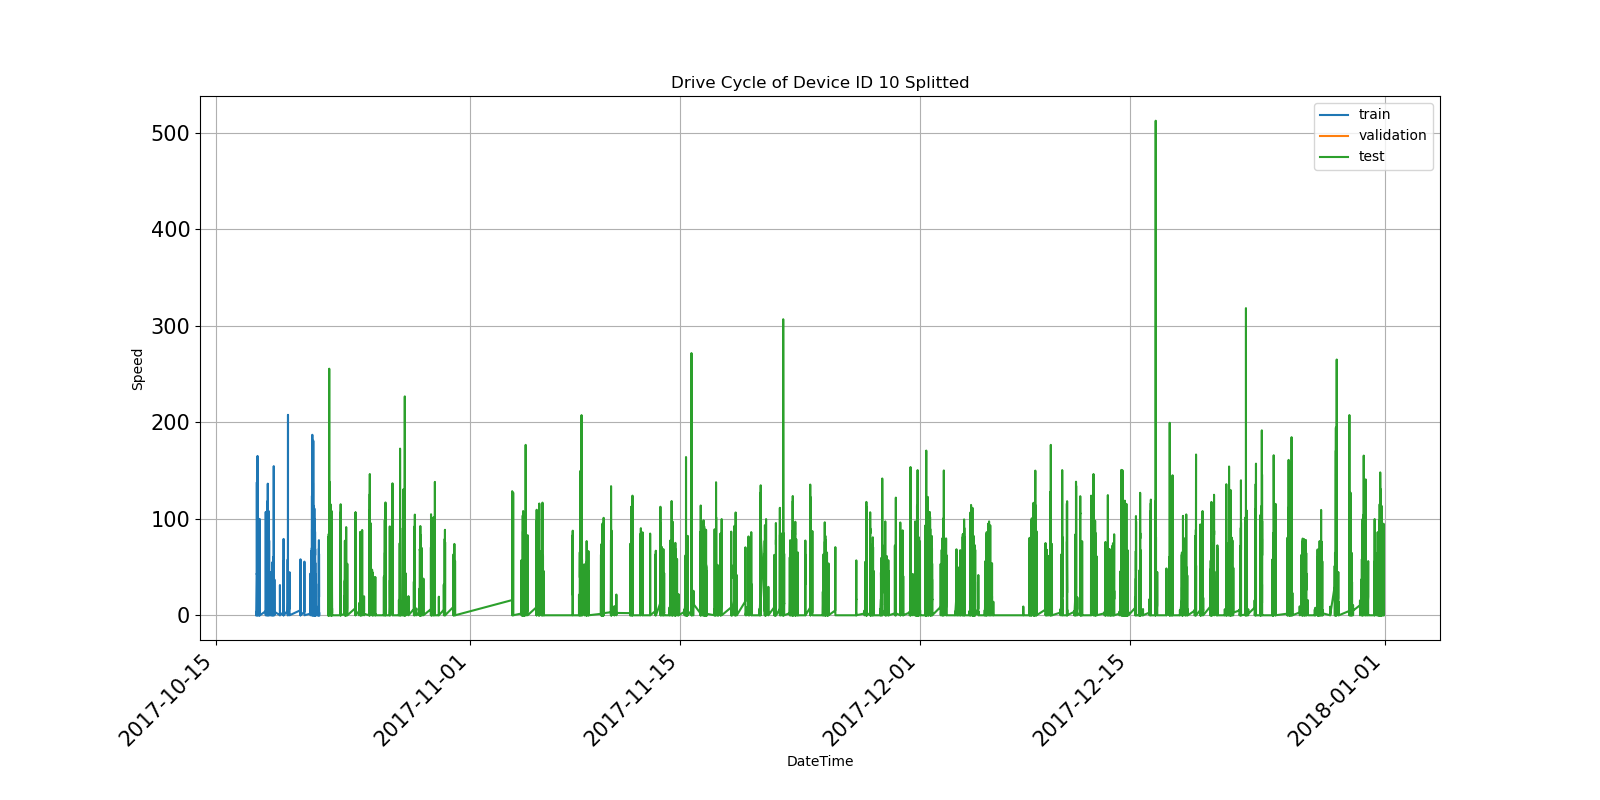 Drive Cycle of Device ID 10 Splitted
train
validation
test
500
400
300
200
100
0
Speed
2017-10-15
2017-11-01
2017-11-15
2017-12-01
2017-12-15
2018-01-01
DateTime